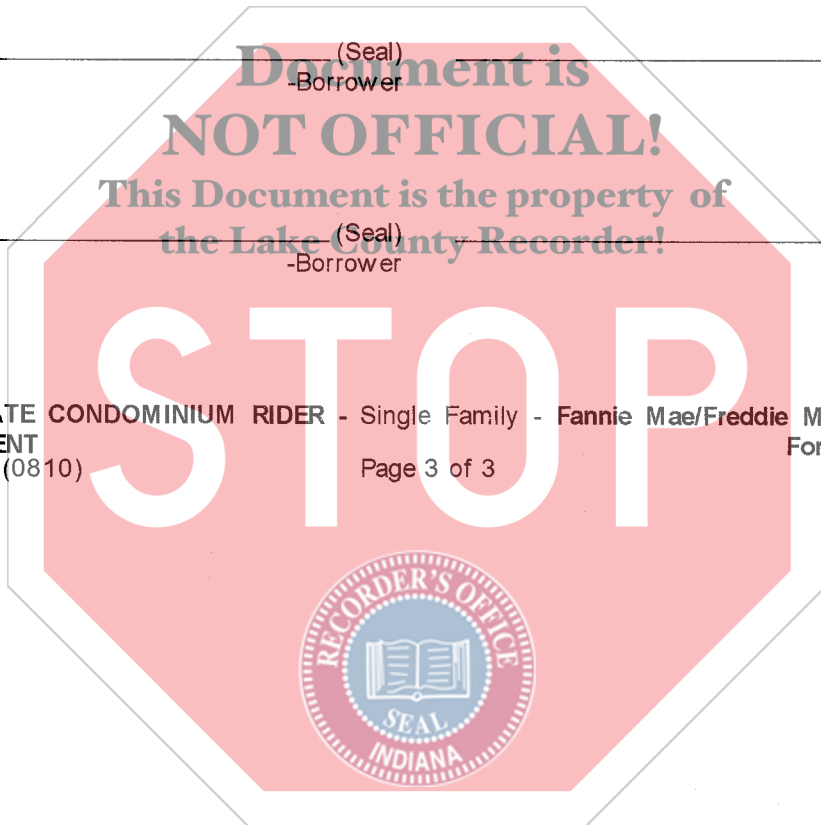 (Seal)
-Borrower
Document is
NOT OFFICIAL!
This Document is the property of
the Lake County Recorder!
(Seal)
-Borrower
STOP
TE CONDOMINIUM RIDER - Single Family - Fannie Mae/Freddie M
ENT For
(0810) Page 3 of 3
RECORDER'S OFFICE
SEAL
INDIANA